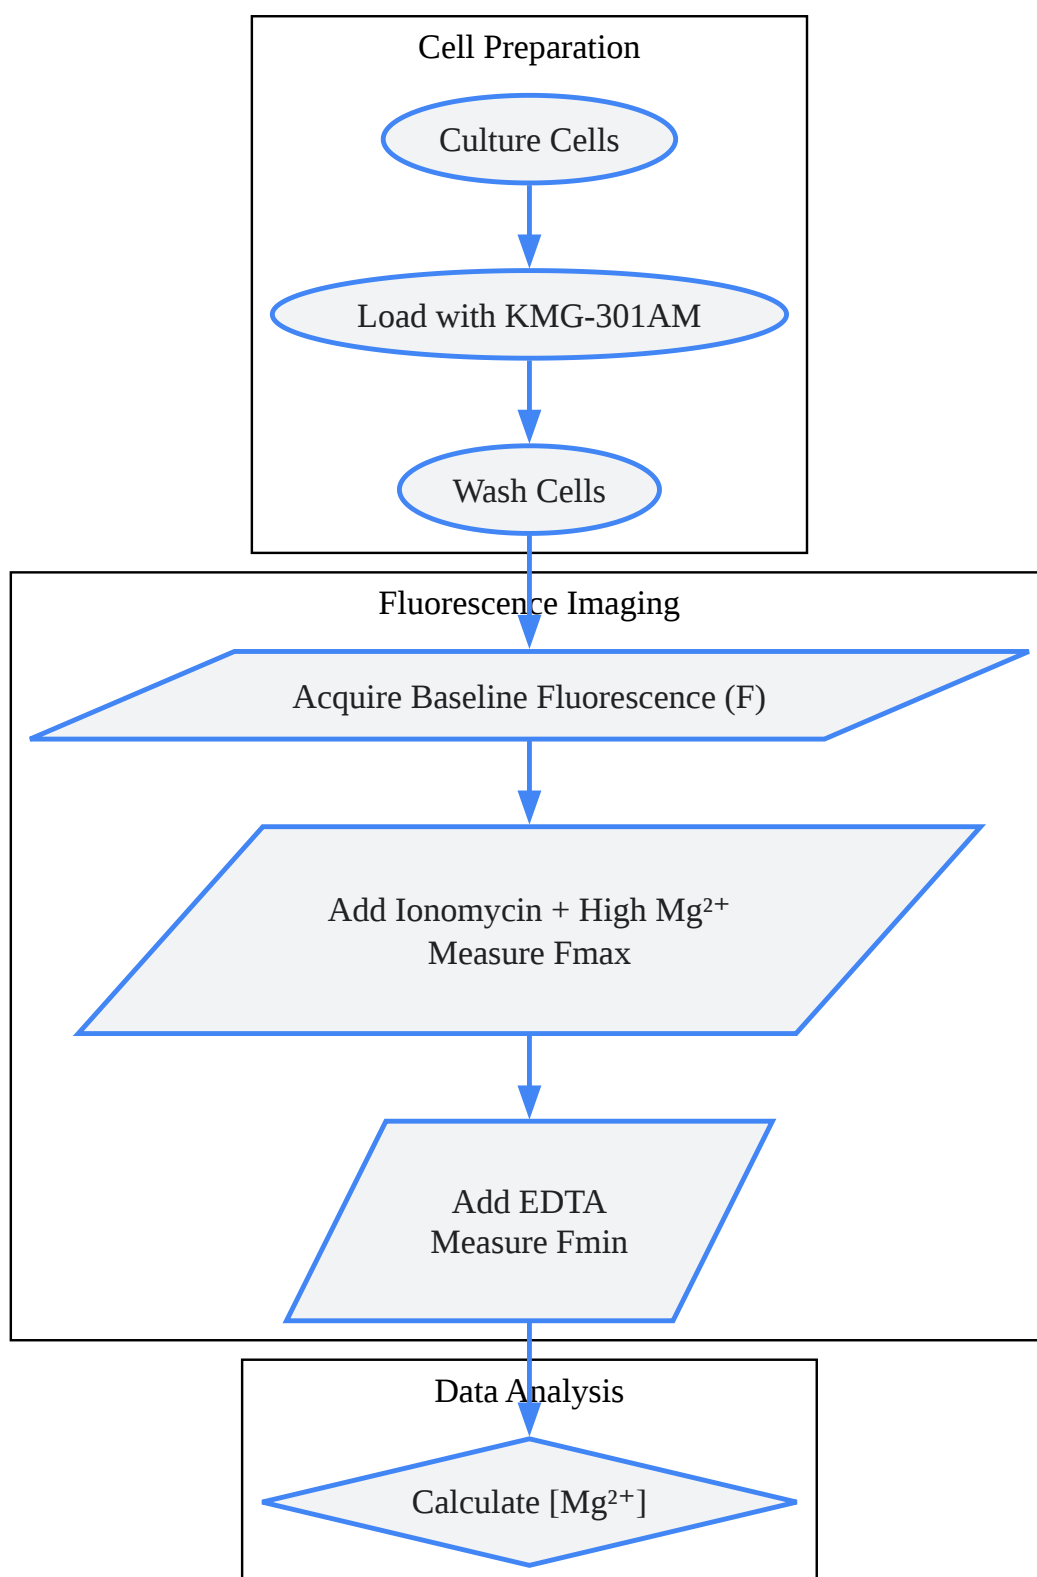 Cell Preparation
Culture Cells
Load with KMG-301AM
Wash Cells
Fluorescence Imaging
Acquire Baseline Fluorescence (F)
Add Ionomycin + High Mg²⁺
Measure Fmax
Add EDTA
Measure Fmin
Data Analysis
Calculate [Mg²⁺]